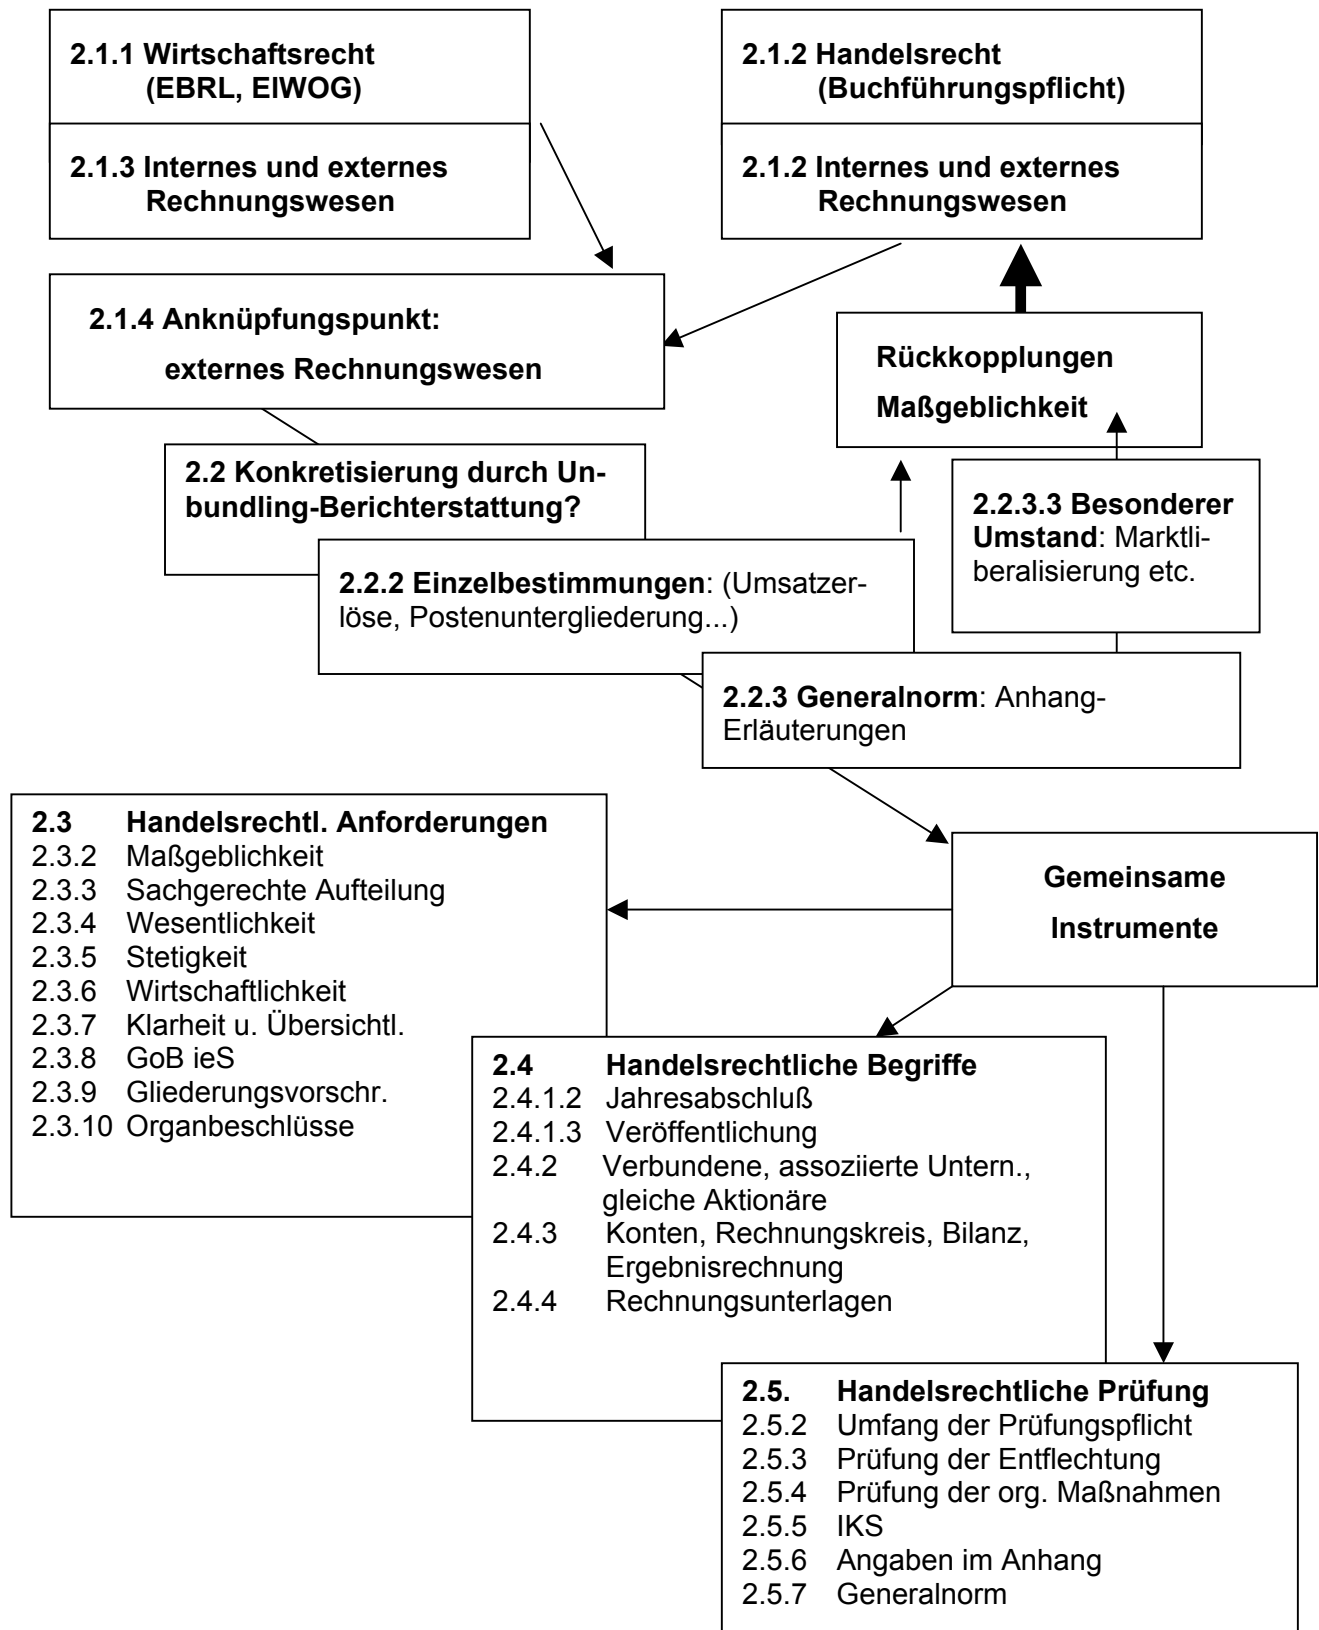 2.1.1 Wirtschaftsrecht
(EBRL, ElWOG)
2.1.3 Internes und externes
Rechnungswesen
2.1.2 Handelsrecht
(Buchführungspflicht)
2.1.2 Internes und externes
Rechnungswesen
2.1.4 Anknüpfungspunkt:
externes Rechnungswesen
Rückkopplungen
Maßgeblichkeit
2.2 Konkretisierung durch Un-
bundling-Berichterstattung?
2.2.3.3 Besonderer
Umstand: Marktli-
beralisierung etc.
2.2.2 Einzelbestimmungen: (Umsatzer-
löse, Postenuntergliederung...)
2.2.3 Generalnorm: Anhang-
Erläuterungen
2.3 Handelsrechtl. Anforderungen
2.3.2 Maßgeblichkeit
2.3.3 Sachgerechte Aufteilung
2.3.4 Wesentlichkeit
2.3.5 Stetigkeit
2.3.6 Wirtschaftlichkeit
2.3.7 Klarheit u. Übersichtl.
2.3.8 GoB ieS
2.3.9 Gliederungsvorschr.
2.3.10 Organbeschlüsse
Gemeinsame
Instrumente
2.4 Handelsrechtliche Begriffe
2.4.1.2 Jahresabschluß
2.4.1.3 Veröffentlichung
2.4.2 Verbundene, assoziierte Untern.,
gleiche Aktionäre
2.4.3 Konten, Rechnungskreis, Bilanz,
Ergebnisrechnung
2.4.4 Rechnungsunterlagen
2.5. Handelsrechtliche Prüfung
2.5.2 Umfang der Prüfungspflicht
2.5.3 Prüfung der Entflechtung
2.5.4 Prüfung der org. Maßnahmen
2.5.5 IKS
2.5.6 Angaben im Anhang
2.5.7 Generalnorm